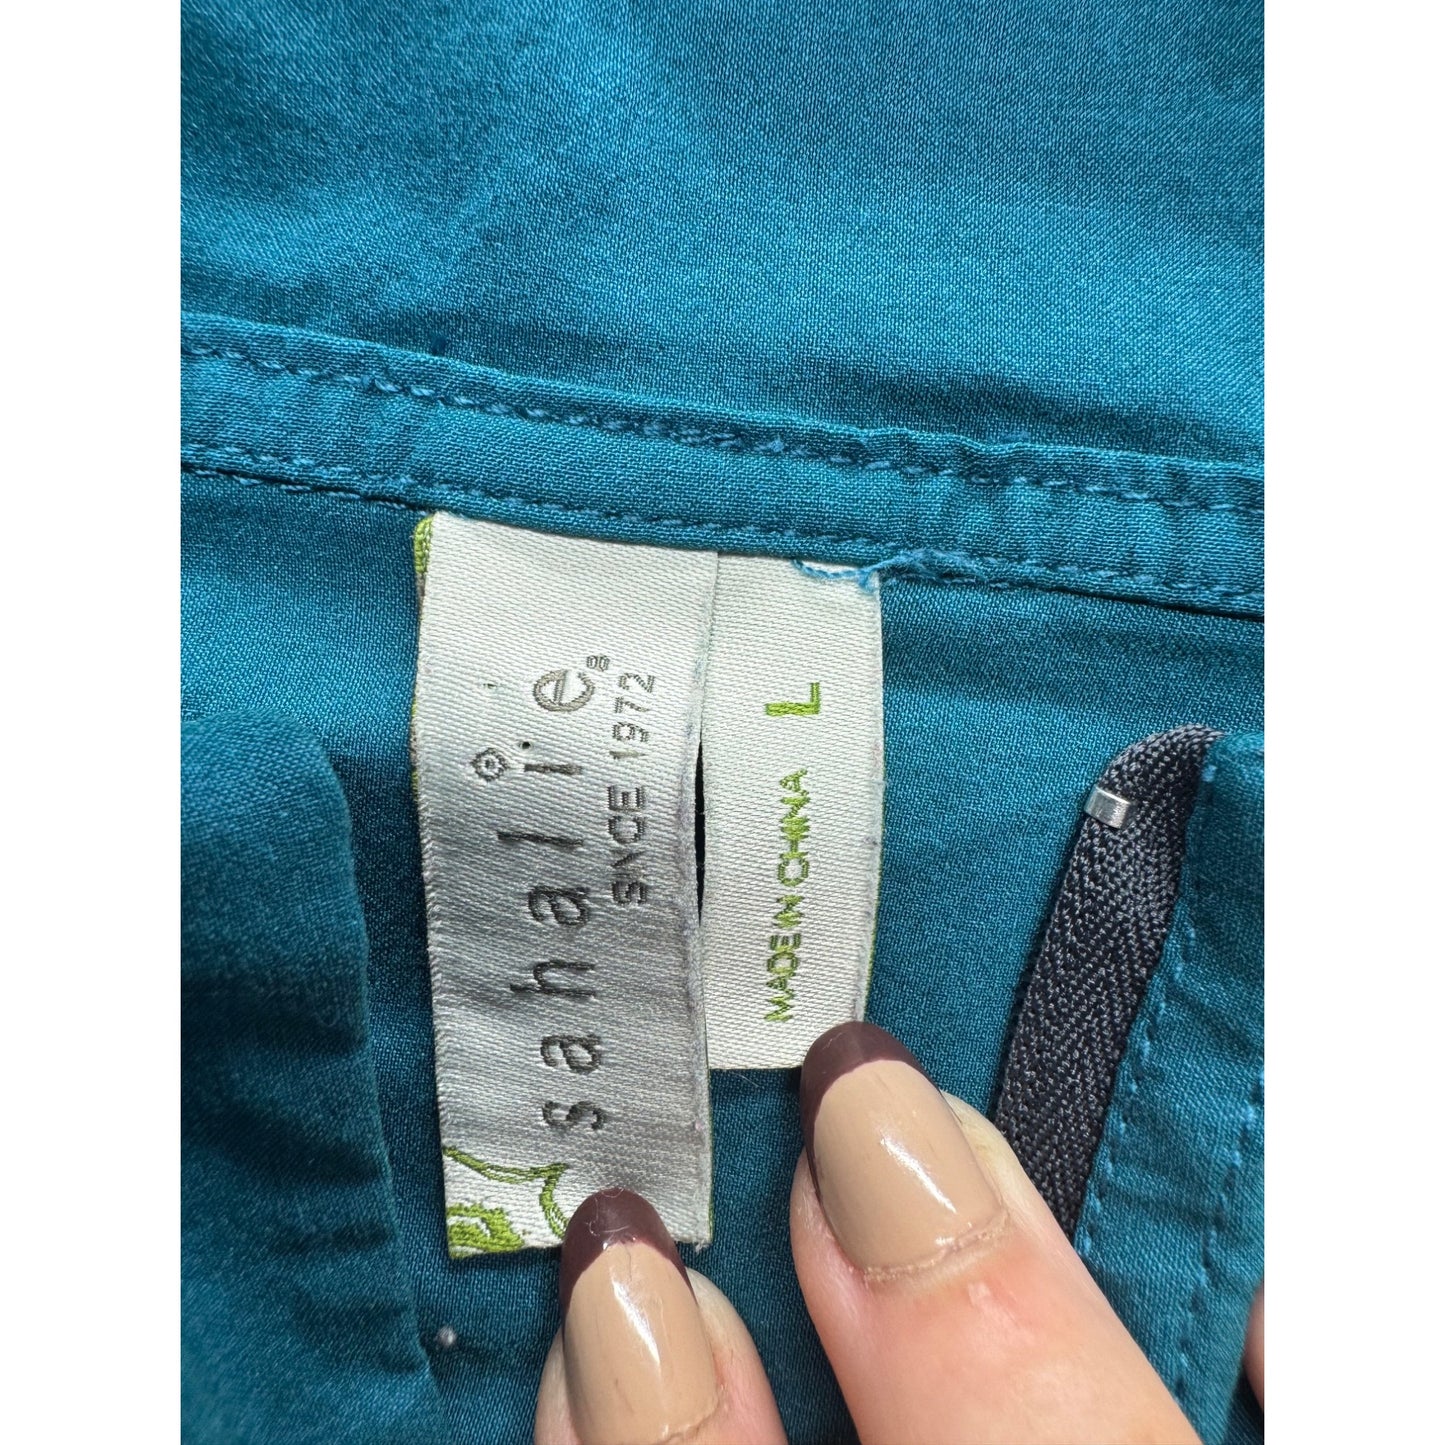 sahalie®
SINCE 1972
L
MADE IN CHINA